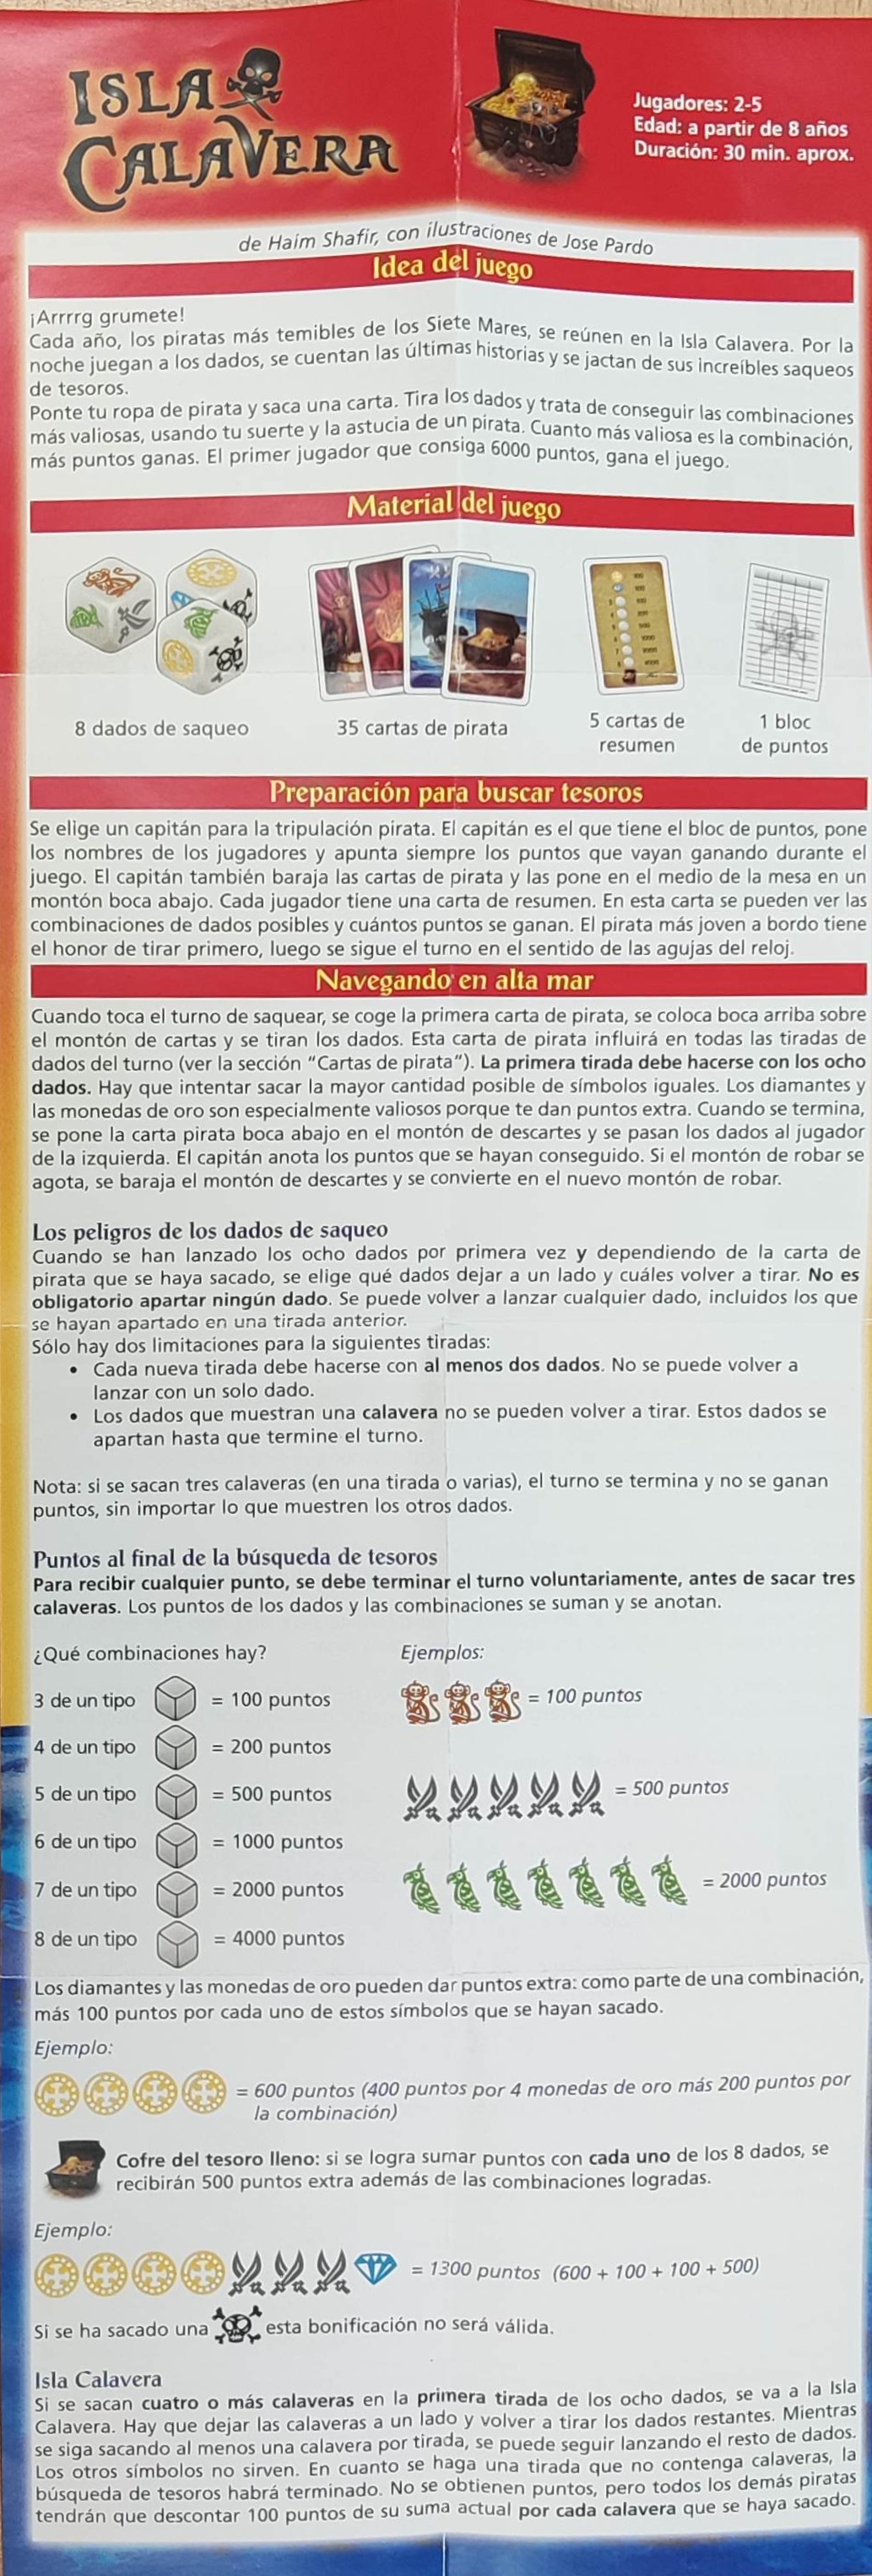 ISLA
CALAVERA
Jugadores: 2-5
Edad: a partir de 8 años
Duración: 30 min. aprox.
de Haim Shafir, con ilustraciones de Jose Pardo
Idea del juego
¡Arrrrg grumete!
Cada año, los piratas más temibles de los Siete Mares, se reúnen en la Isla Calavera. Por la
noche juegan a los dados, se cuentan las últimas historias y se jactan de sus increíbles saqueos
de tesoros.
Ponte tu ropa de pirata y saca una carta. Tira los dados y trata de conseguir las combinaciones
más valiosas, usando tu suerte y la astucia de un pirata. Cuanto más valiosa es la combinación,
más puntos ganas. El primer jugador que consiga 6000 puntos, gana el juego.
Material del juego
8 dados de saqueo
35 cartas de pirata
5 cartas de
resumen
1 bloc
de puntos
Preparación para buscar tesoros
Se elige un capitán para la tripulación pirata. El capitán es el que tiene el bloc de puntos, pone
los nombres de los jugadores y apunta siempre los puntos que vayan ganando durante el
juego. El capitán también baraja las cartas de pirata y las pone en el medio de la mesa en un
montón boca abajo. Cada jugador tiene una carta de resumen. En esta carta se pueden ver las
combinaciones de dados posibles y cuántos puntos se ganan. El pirata más joven a bordo tiene
el honor de tirar primero, luego se sigue el turno en el sentido de las agujas del reloj.
Navegando en alta mar
Cuando toca el turno de saquear, se coge la primera carta de pirata, se coloca boca arriba sobre
el montón de cartas y se tiran los dados. Esta carta de pirata influirá en todas las tiradas de
dados del turno (ver la sección “Cartas de pirata“). La primera tirada debe hacerse con los ocho
dados. Hay que intentar sacar la mayor cantidad posible de símbolos iguales. Los diamantes y
las monedas de oro son especialmente valiosos porque te dan puntos extra. Cuando se termina,
se pone la carta pirata boca abajo en el montón de descartes y se pasan los dados al jugador
de la izquierda. El capitán anota los puntos que se hayan conseguido. Si el montón de robar se
agota, se baraja el montón de descartes y se convierte en el nuevo montón de robar.
Los peligros de los dados de saqueo
Cuando se han lanzado los ocho dados por primera vez y dependiendo de la carta de
pirata que se haya sacado, se elige qué dados dejar a un lado y cuáles volver a tirar. No es
obligatorio apartar ningún dado. Se puede volver a lanzar cualquier dado, incluidos los que
se hayan apartado en una tirada anterior.
Sólo hay dos limitaciones para la siguientes tiradas:
• Cada nueva tirada debe hacerse con al menos dos dados. No se puede volver a
lanzar con un solo dado.
• Los dados que muestran una calavera no se pueden volver a tirar. Estos dados se
apartan hasta que termine el turno.
Nota: si se sacan tres calaveras (en una tirada o varias), el turno se termina y no se ganan
puntos, sin importar lo que muestren los otros dados.
Puntos al final de la búsqueda de tesoros
Para recibir cualquier punto, se debe terminar el turno voluntariamente, antes de sacar tres
calaveras. Los puntos de los dados y las combinaciones se suman y se anotan.
¿Qué combinaciones hay?
3 de un tipo = 100 puntos
4 de un tipo = 200 puntos
5 de un tipo = 500 puntos
6 de un tipo = 1000 puntos
7 de un tipo = 2000 puntos
8 de un tipo = 4000 puntos
Ejemplos:
= 100 puntos
= 500 puntos
= 2000 puntos
Los diamantes y las monedas de oro pueden dar puntos extra: como parte de una combinación,
más 100 puntos por cada uno de estos símbolos que se hayan sacado.
Ejemplo:
= 600 puntos (400 puntos por 4 monedas de oro más 200 puntos por
la combinación)
Cofre del tesoro lleno: si se logra sumar puntos con cada uno de los 8 dados, se
recibirán 500 puntos extra además de las combinaciones logradas.
Ejemplo:
= 1300 puntos (600 + 100 + 100 + 500)
Si se ha sacado una esta bonificación no será válida.
Isla Calavera
Si se sacan cuatro o más calaveras en la primera tirada de los ocho dados, se va a la Isla
Calavera. Hay que dejar las calaveras a un lado y volver a tirar los dados restantes. Mientras
se siga sacando al menos una calavera por tirada, se puede seguir lanzando el resto de dados.
Los otros símbolos no sirven. En cuanto se haga una tirada que no contenga calaveras, la
búsqueda de tesoros habrá terminado. No se obtienen puntos, pero todos los demás piratas
tendrán que descontar 100 puntos de su suma actual por cada calavera que se haya sacado.